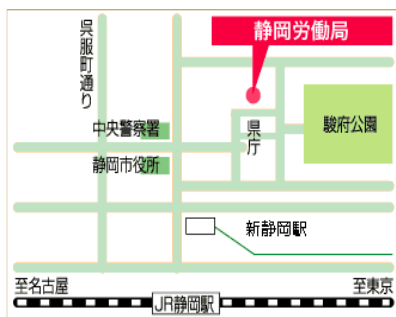 静岡労働局
呉服町通り
中央警察署
県庁
駿府公園
静岡市役所
新静岡駅
至名古屋
至東京
JR静岡駅